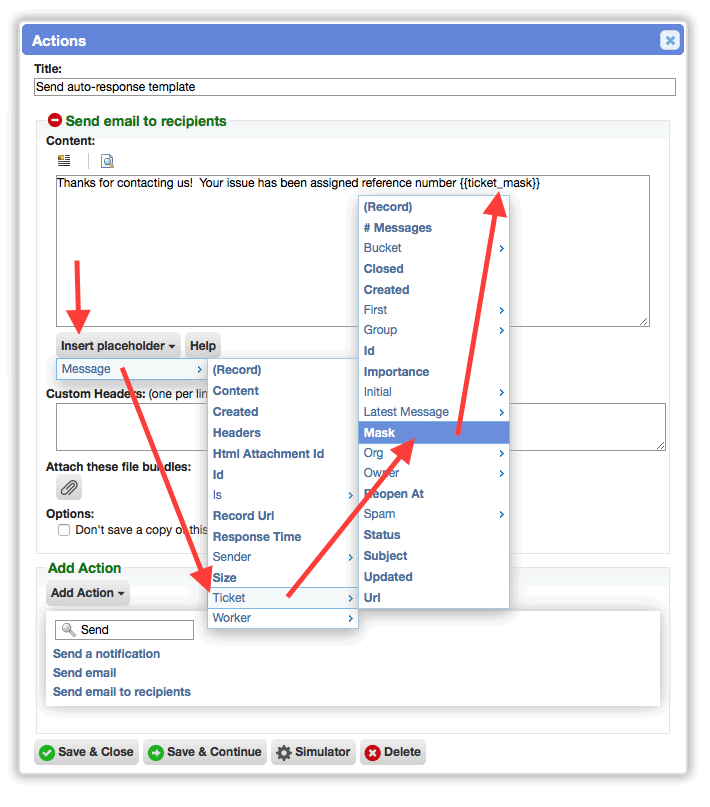 Actions
Title:
Send auto-response template
Send email to recipients
Content:
Thanks for contacting us!  Your issue has been assigned reference number {{ticket_mask}}
Insert placeholder
Help
Message
(Record)
Content
Created
Headers
Html Attachment Id
Id
Is
Record Url
Response Time
Sender
Size
Ticket
Worker
(Record)
# Messages
Bucket
Closed
Created
First
Group
Id
Importance
Initial
Latest Message
Mask
Org
Owner
Reopen At
Spam
Status
Subject
Updated
Url
Custom Headers: (one per lin
Attach these file bundles:
Options:
Don't save a copy of this
Add Action
Add Action
Send
Send a notification
Send email
Send email to recipients
Save & Close
Save & Continue
Simulator
Delete